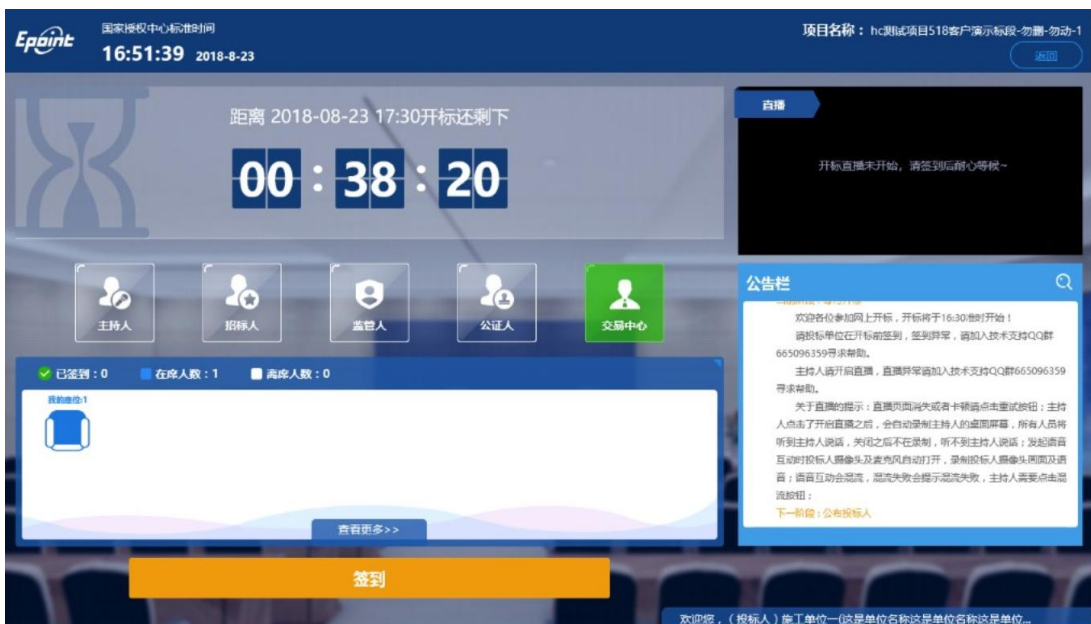 Epoint
国家授权中心标准时间
16:51:39 2018-8-23
项目名称：hc测试项目518客户演示标段-勿删-勿动-1
返回
距离 2018-08-23 17:30开标还剩下
00 : 38 : 20
直播
开标直播未开始，请签到后耐心等候~
主持人
招标人
监管人
公证人
交易中心
公告栏
欢迎各位参加网上开标，开标将于16:30准时开始！
请投标单位在开标前签到，签到异常，请加入技术支持QQ群
665096359寻求帮助。
主持人请开启直播，直播异常请加入技术支持QQ群665096359
寻求帮助。
关于直播的提示：直播页面消失或者卡顿请点击重试按钮；主持
人点击了开启直播之后，会自动录制主持人的桌面屏幕，所有人员将
听到主持人说话，关闭之后不在录制，听不到主持人说话；发起语音
互动时投标人摄像头及麦克风自动打开，录制投标人摄像头画面及语
音；语音互动会混流，混流失败会提示混流失败，主持人需要点击混
流按钮；
下一阶段：公布投标人
已签到：0 在席人数：1 离席人数：0
我的座位:1
查看更多>>
签到
欢迎您，（投标人）施工单位一(这是单位名称这是单位名称这是单位...